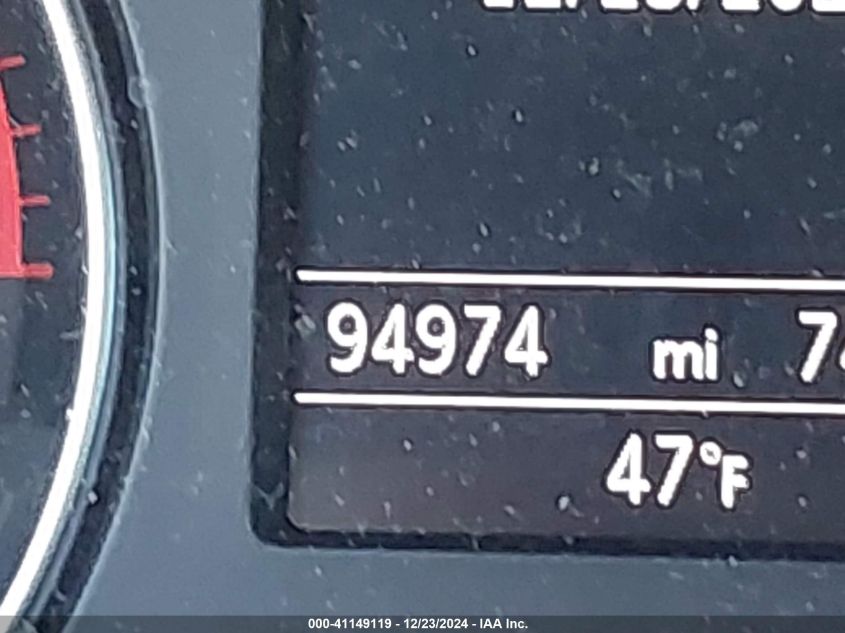 94974 mi
47°F
000-41149119 - 12/23/2024 - IAA Inc.